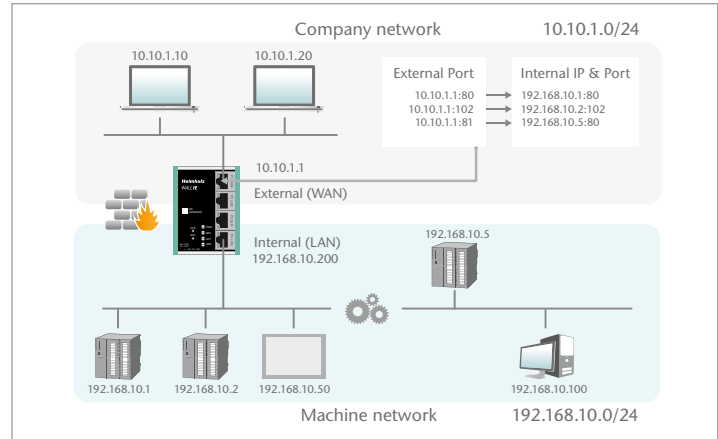 Company network 10.10.1.0/24
10.10.1.10
10.10.1.20
External Port
Internal IP & Port
10.10.1.1:80
192.168.10.1:80
10.10.1.1:102
192.168.10.2:102
10.10.1.1:81
192.168.10.5:80
10.10.1.1
External (WAN)
Helmholz
WALL IE
Internal (LAN)
192.168.10.200
192.168.10.5
192.168.10.1
192.168.10.2
192.168.10.50
192.168.10.100
Machine network 192.168.10.0/24